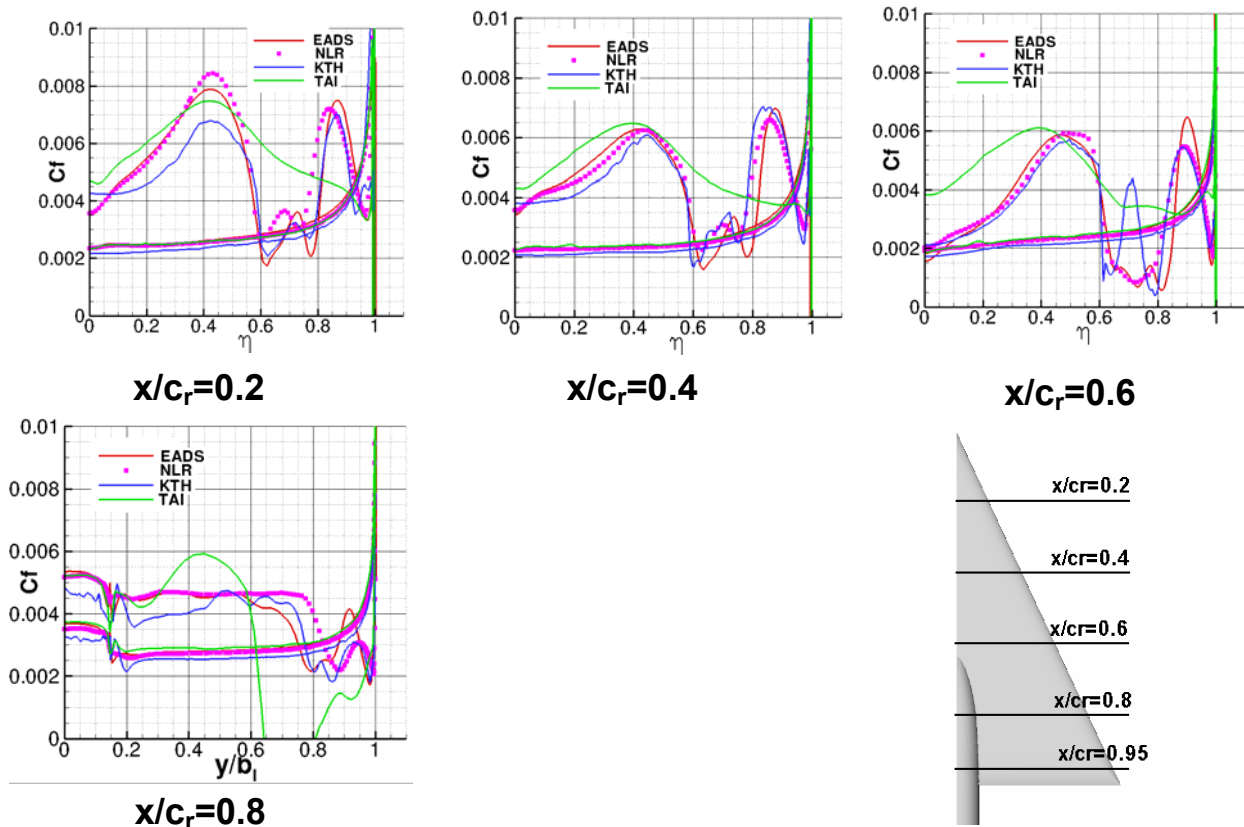 0.01
0.008
0.006
0.004
0.002
0
Cf
EADS
NLR
KTH
TAI
0 0.2 0.4 0.6 0.8 1
η
x/cr=0.2
0.01
0.008
0.006
0.004
0.002
0
Cf
EADS
NLR
KTH
TAI
0 0.2 0.4 0.6 0.8 1
η
x/cr=0.4
0.01
0.008
0.006
0.004
0.002
0
Cf
EADS
NLR
KTH
TAI
0 0.2 0.4 0.6 0.8 1
η
x/cr=0.6
0.01
0.008
0.006
0.004
0.002
0
Cf
EADS
NLR
KTH
TAI
0 0.2 0.4 0.6 0.8 1
y/bl
x/cr=0.8
x/cr=0.2
x/cr=0.4
x/cr=0.6
x/cr=0.8
x/cr=0.95